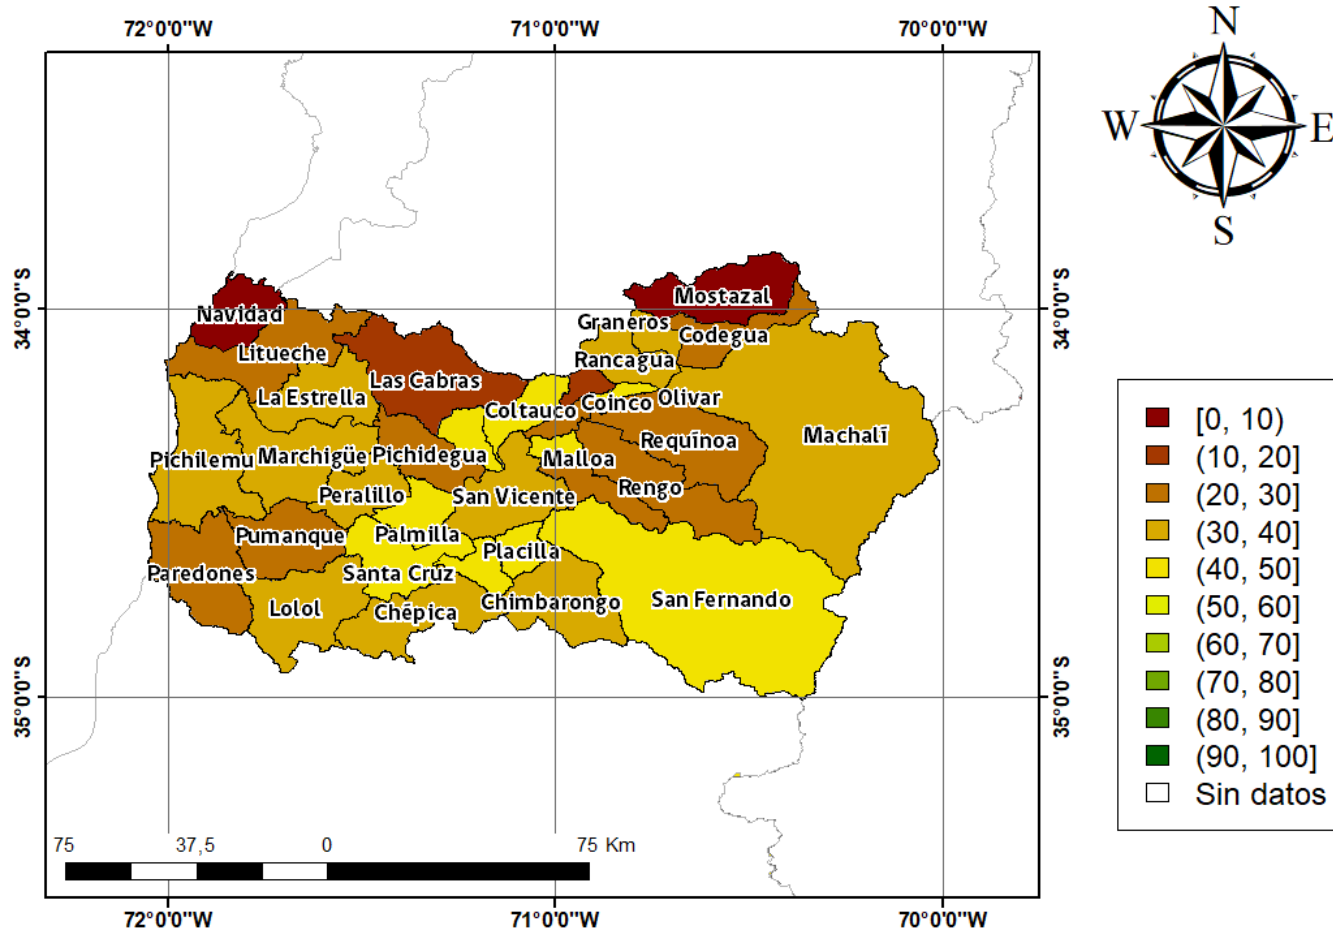 72°0'0"W 71°0'0"W 70°0'0"W
N
W E
S
34°0'0"S 34°0'0"S
Mostazal
Navidad
Graneros
Codegua
Litueche
Rancagua
Las Cabras
La Estrella
Olivar
Coinco
Coltauco
Machalí
Requínoa
Pichilemu Marchigüe Pichidegua
Malloa
Rengo
Peralillo San Vicente
Pumanque Palmilla
Placilla
Paredones Santa Cruz
San Fernando
Lolol Chépica Chimbarongo
35°0'0"S 35°0'0"S
75 37,5 0 75 Km
72°0'0"W 71°0'0"W 70°0'0"W
[0, 10)
(10, 20]
(20, 30]
(30, 40]
(40, 50]
(50, 60]
(60, 70]
(70, 80]
(80, 90]
(90, 100]
Sin datos